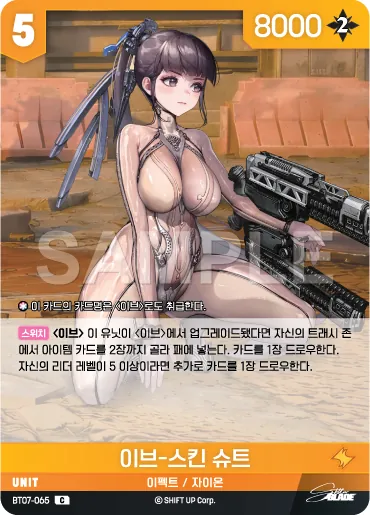 5
8000 2
SAMPLE
※ 이 카드의 카드명은 <이브>로도 취급한다.
스위치 <이브> 이 유닛이 <이브>에서 업그레이드됐다면 자신의 트래시 존
에서 아이템 카드를 2장까지 골라 패에 넣는다. 카드를 1장 드로우한다.
자신의 리더 레벨이 5 이상이라면 추가로 카드를 1장 드로우한다.
이브-스킨 슈트
UNIT
이펙트 / 자이온
BT07-065 C
ⓒ SHIFT UP Corp.
Stellar BLADE